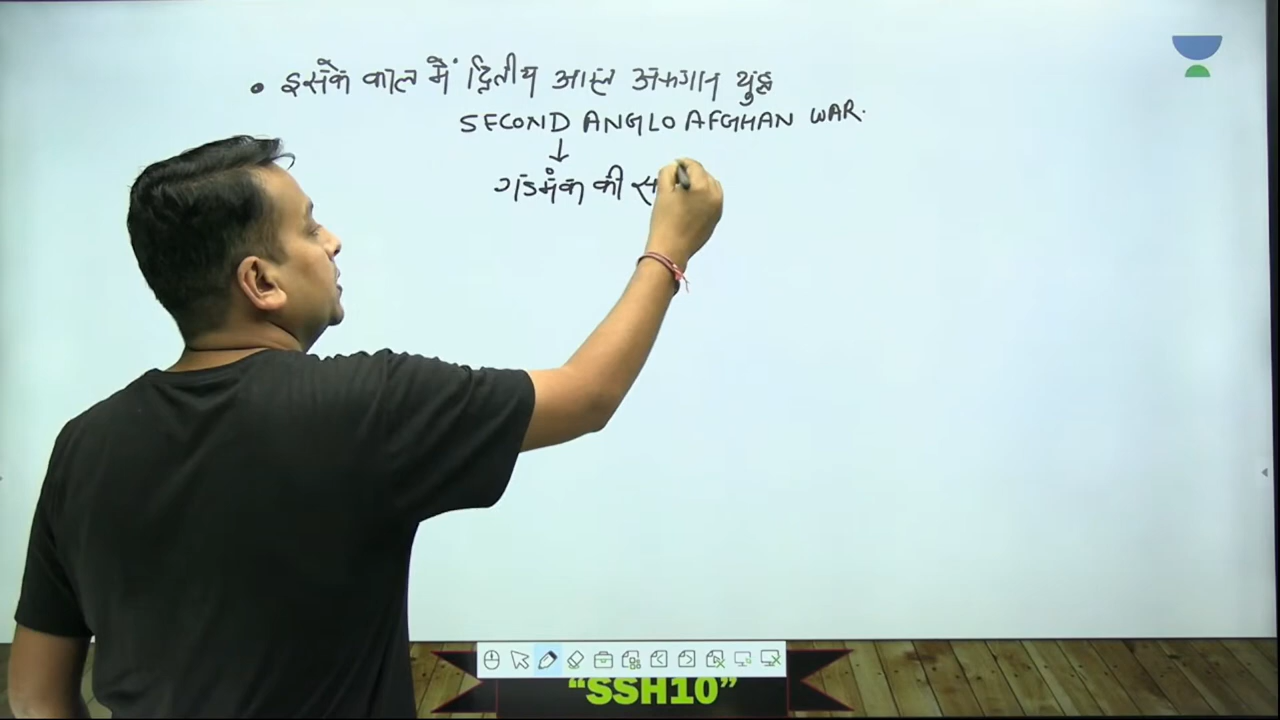 • इसके काल में द्वितीय आंग्ल अफगान युद्ध
SECOND ANGLO AFGHAN WAR.
↓
गंडमक की स
"SSH10"